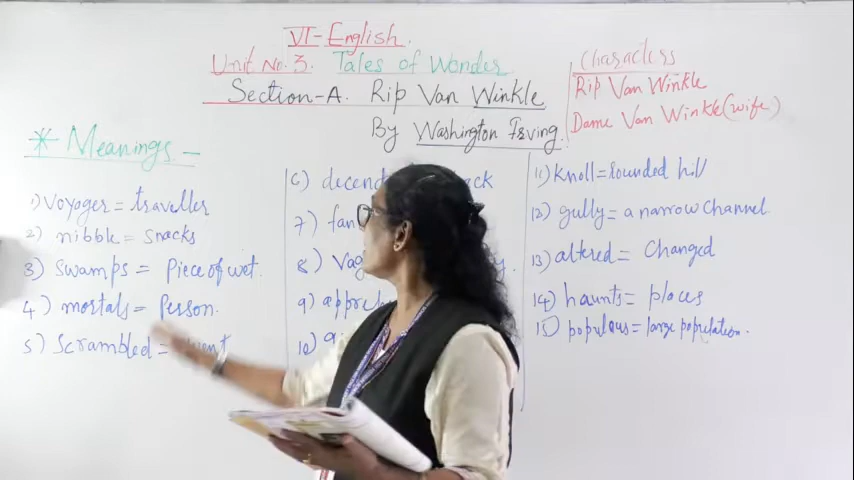 VI-English.
Unit No. 3. Tales of Wonder
Section-A. Rip Van Winkle
By Washington Irving.
Characters
Rip Van Winkle
Dame Van Winkle (wife)
* Meanings -
1) Voyoger = traveller
2) nibble = snacks
3) Swamps = Piece of wet.
4) mortals = Person.
5) Scrambled =
6)
7) fan
8) Vag
9)
10)
11) Knoll = rounded hill
12) gully = a narrow channel
13) altered = Changed
14) haunts = places
15) populous = large population.